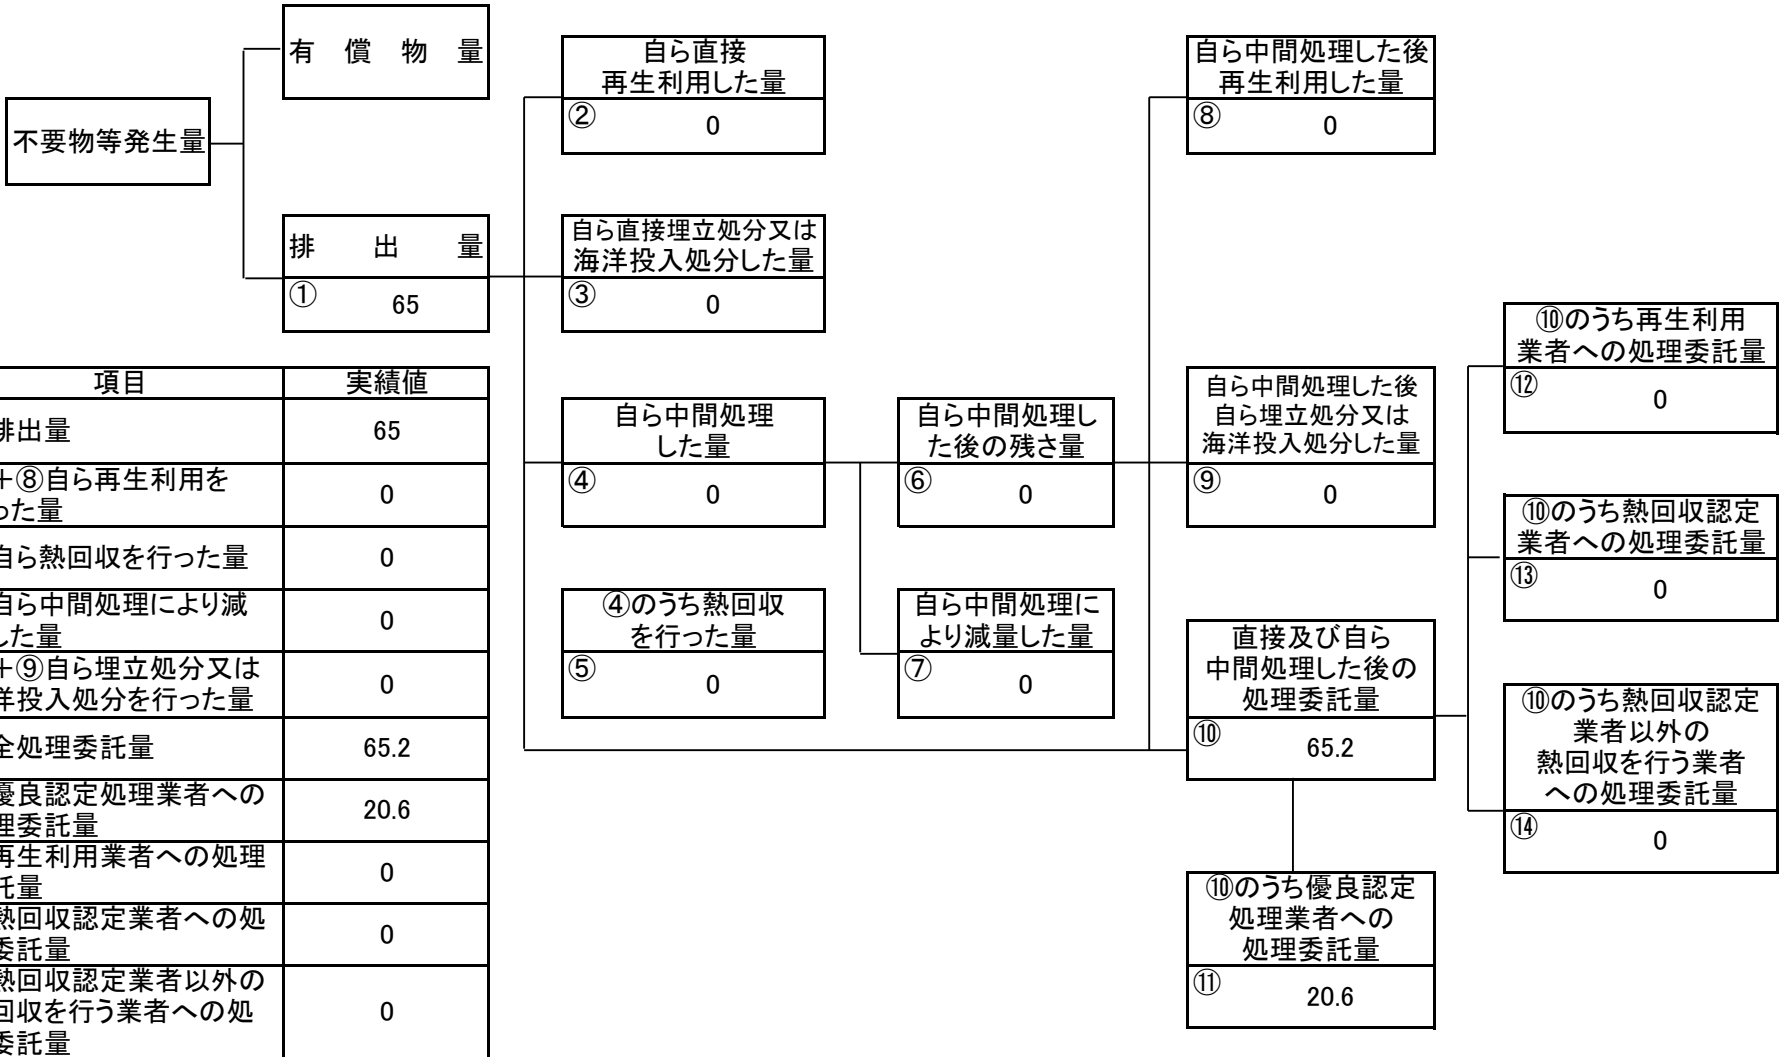 有償物量
不要物等発生量
排出量
① 65
自ら直接
再生利用した量
② 0
自ら直接埋立処分又は
海洋投入処分した量
③ 0
自ら中間処理
した量
④ 0
④のうち熱回収
を行った量
⑤ 0
自ら中間処理し
た後の残さ量
⑥ 0
自ら中間処理に
より減量した量
⑦ 0
自ら中間処理した後
再生利用した量
⑧ 0
自ら中間処理した後
自ら埋立処分又は
海洋投入処分した量
⑨ 0
直接及び自ら
中間処理した後の
処理委託量
⑩ 65.2
⑩のうち優良認定
処理業者への
処理委託量
⑪ 20.6
⑩のうち再生利用
業者への処理委託量
⑫ 0
⑩のうち熱回収認定
業者への処理委託量
⑬ 0
⑩のうち熱回収認定
業者以外の
熱回収を行う業者
への処理委託量
⑭ 0
項目 実績値
排出量 65
+⑧自ら再生利用を
った量 0
自ら熱回収を行った量 0
自ら中間処理により減
した量 0
+⑨自ら埋立処分又は
洋投入処分を行った量 0
全処理委託量 65.2
優良認定処理業者への
理委託量 20.6
再生利用業者への処理
託量 0
熱回収認定業者への処
委託量 0
熱回収認定業者以外の
回収を行う業者への処
委託量 0